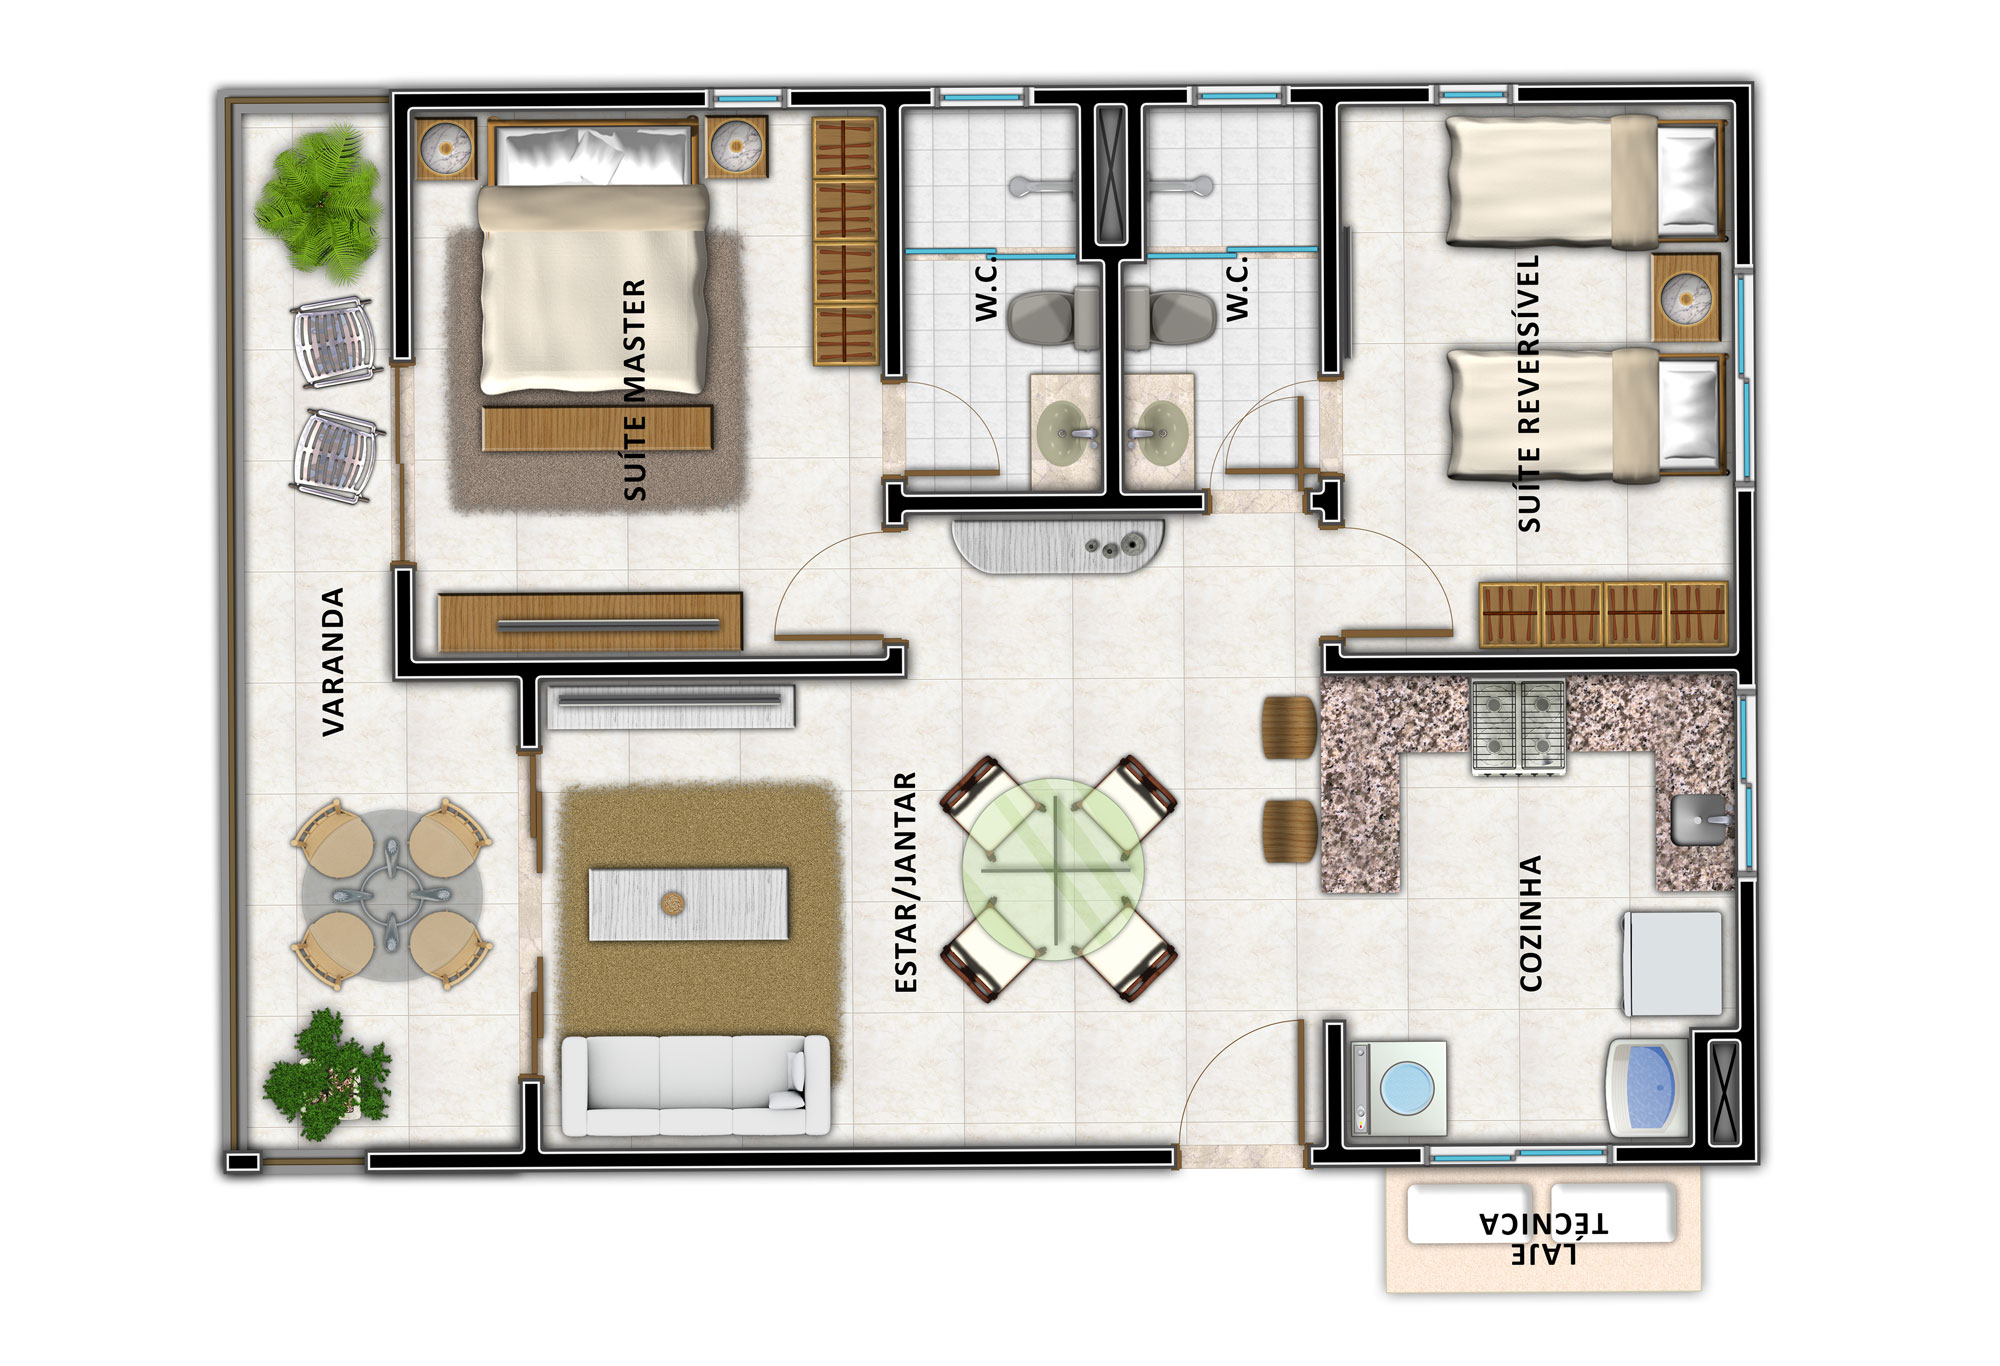 SUÍTE MASTER
W.C.
W.C.
SUÍTE REVERSÍVEL
VARANDA
ESTAR/JANTAR
COZINHA
LAJE
TÉCNICA